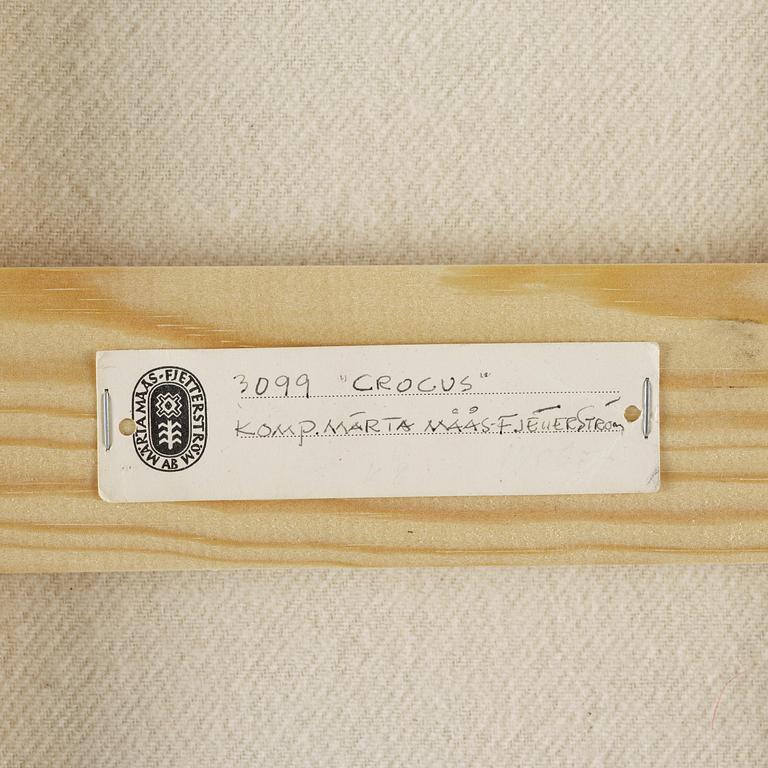 MÄRTA MÅÅS-FJETTERSTRÖM AB
3099 "CROCUS"
KOMP. MÄRTA MÅÅS-FJETTERSTRÖM